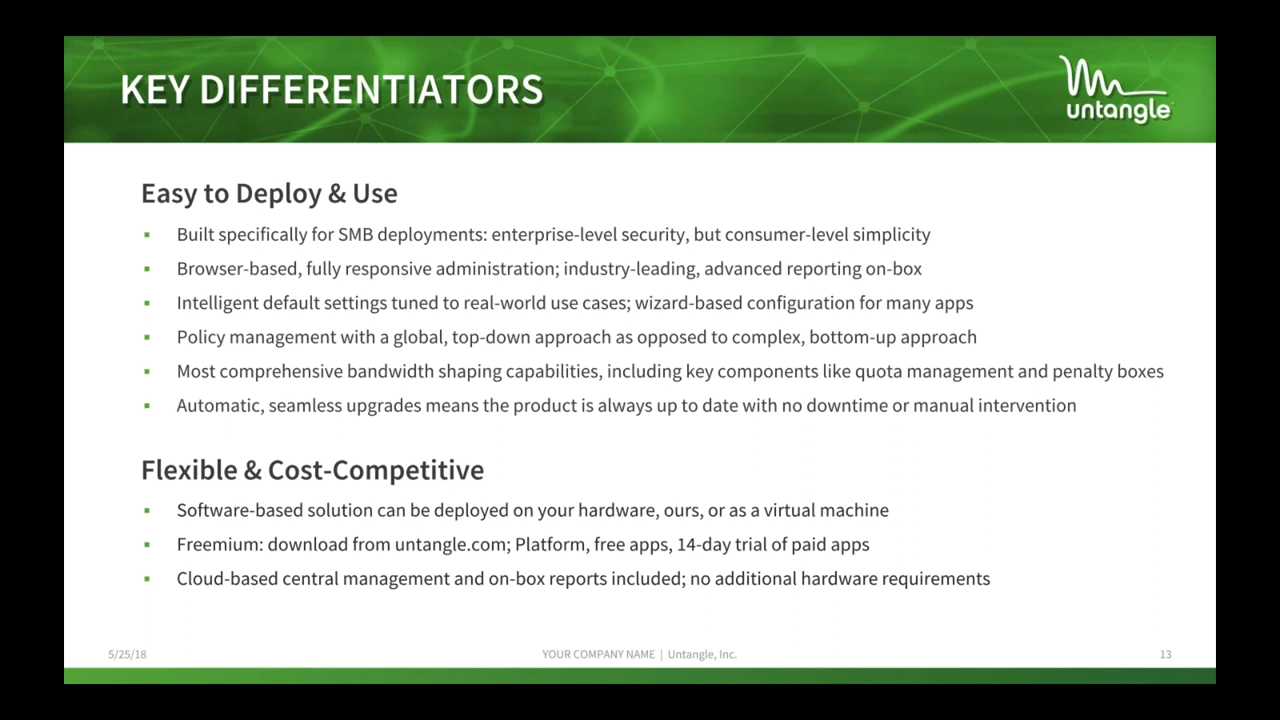 KEY DIFFERENTIATORS
untangle
Easy to Deploy & Use
▪ Built specifically for SMB deployments: enterprise-level security, but consumer-level simplicity
▪ Browser-based, fully responsive administration; industry-leading, advanced reporting on-box
▪ Intelligent default settings tuned to real-world use cases; wizard-based configuration for many apps
▪ Policy management with a global, top-down approach as opposed to complex, bottom-up approach
▪ Most comprehensive bandwidth shaping capabilities, including key components like quota management and penalty boxes
▪ Automatic, seamless upgrades means the product is always up to date with no downtime or manual intervention
Flexible & Cost-Competitive
▪ Software-based solution can be deployed on your hardware, ours, or as a virtual machine
▪ Freemium: download from untangle.com; Platform, free apps, 14-day trial of paid apps
▪ Cloud-based central management and on-box reports included; no additional hardware requirements
5/25/18
YOUR COMPANY NAME | Untangle, Inc.
13